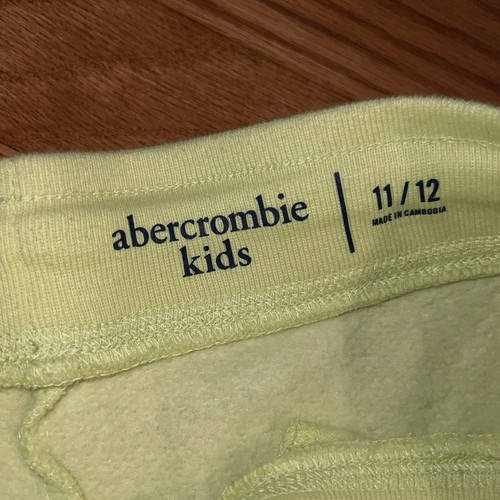 abercrombie
kids
11 / 12
MADE IN CAMBODIA